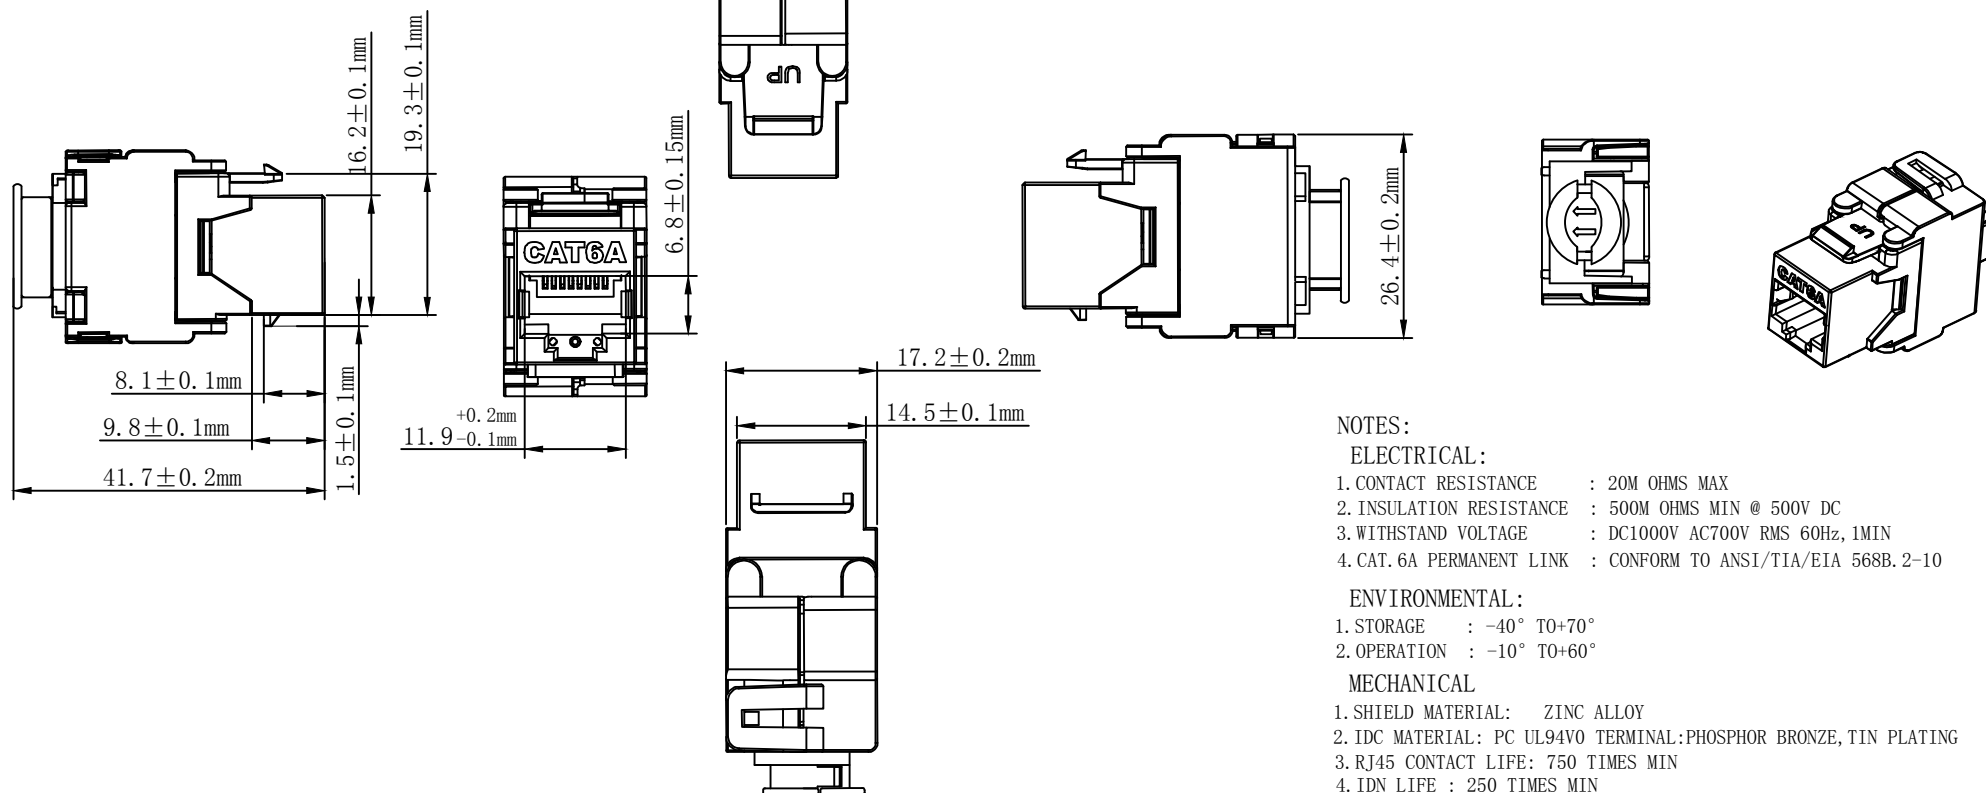 16.2±0.1mm
19.3±0.1mm
8.1±0.1mm
9.8±0.1mm
41.7±0.2mm
1.5±0.1mm
CAT6A
6.8±0.15mm
+0.2mm
11.9-0.1mm
UP
17.2±0.2mm
14.5±0.1mm
26.4±0.2mm
UP
CAT6A
NOTES:
ELECTRICAL:
1. CONTACT RESISTANCE : 20M OHMS MAX
2. INSULATION RESISTANCE : 500M OHMS MIN @ 500V DC
3. WITHSTAND VOLTAGE : DC1000V AC700V RMS 60Hz, 1MIN
4. CAT. 6A PERMANENT LINK : CONFORM TO ANSI/TIA/EIA 568B. 2-10
ENVIRONMENTAL:
1. STORAGE : -40° TO+70°
2. OPERATION : -10° TO+60°
MECHANICAL
1. SHIELD MATERIAL: ZINC ALLOY
2. IDC MATERIAL: PC UL94V0 TERMINAL:PHOSPHOR BRONZE, TIN PLATING
3. RJ45 CONTACT LIFE: 750 TIMES MIN
4. IDN LIFE : 250 TIMES MIN